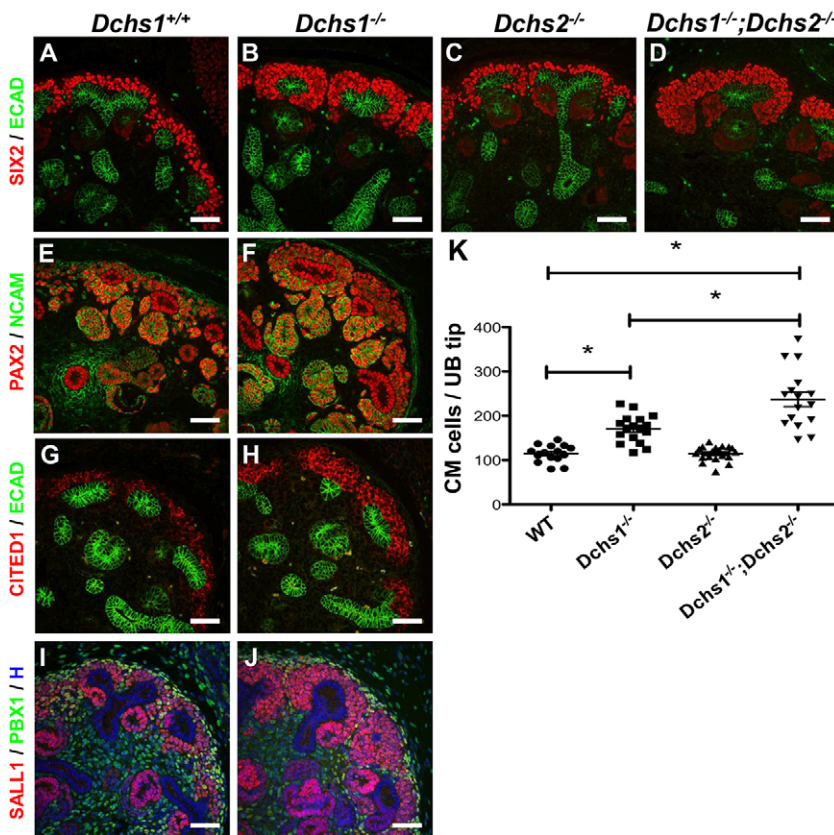 Dchs1+/+ Dchs1-/- Dchs2-/- Dchs1-/-;Dchs2-/-
SIX2 / ECAD
A B C D
PAX2 / NCAM
E F
K
* 
*
*
CM cells / UB tip
400
300
200
100
0
WT
Dchs1-/-
Dchs2-/-
Dchs1-/-;Dchs2-/-
CITED1 / ECAD
G H
SALL1 / PBX1 / H
I J